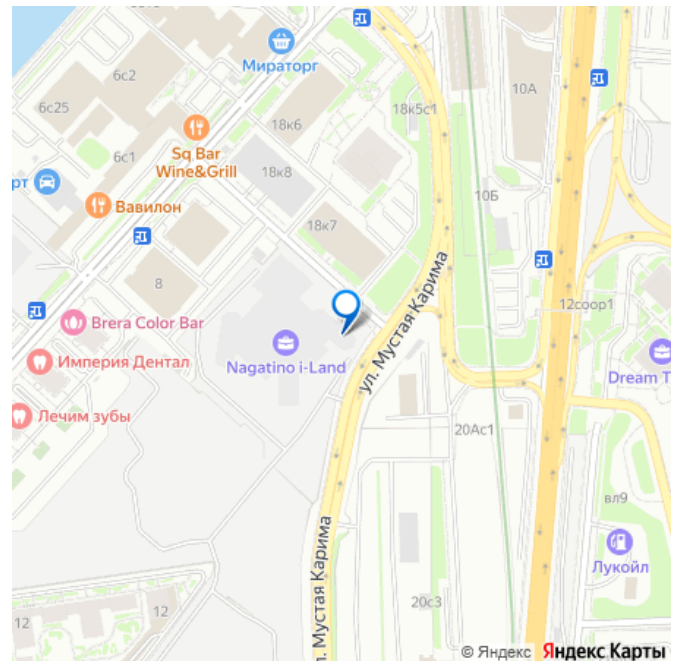 6с2
Мираторг
6с25
18к5с1
10А
18к6
6с1
Sq Bar
Wine&Grill
18к8
рт
Вавилон
10Б
18к7
8
12соор1
Brera Color Bar
Nagatino i-Land
ул. Мустая Карима
Империя Дентал
Dream T
Лечим зубы
20Ас1
вл9
Лукойл
л. Мустая Карима
20с3
12
12
© Яндекс Яндекс Карты